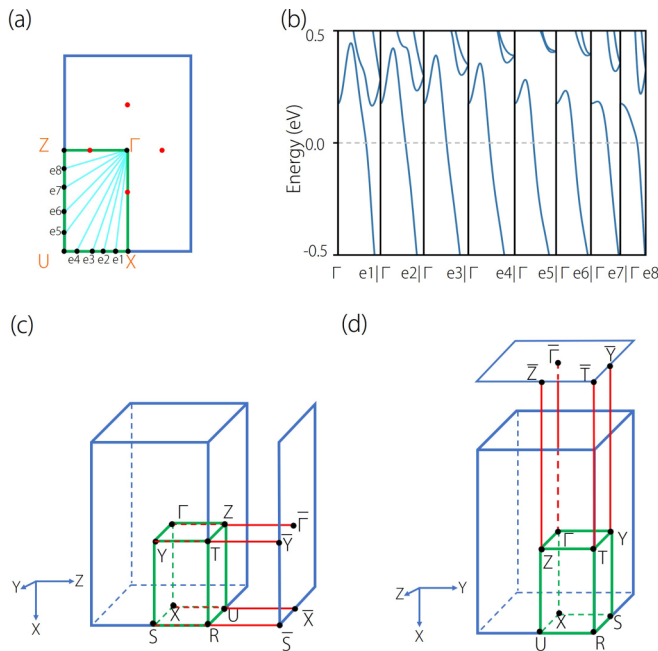 (a)
Z
Γ
e8
e7
e6
e5
U
e4
e3
e2
e1
X
(b)
Energy (eV)
0.5
0.0
-0.5
Γ e1|Γ e2|Γ e3|Γ e4|Γ e5|Γ e6|Γ e7|Γ e8
(c)
Γ
Z
Γ̅
Y
T
Y̅
Y
Z
X
X
U
X̅
S
R
S̅
(d)
Γ̅
Y̅
Z̅
T̅
Γ
Y
Z
T
Z
Y
X
X
S
U
R